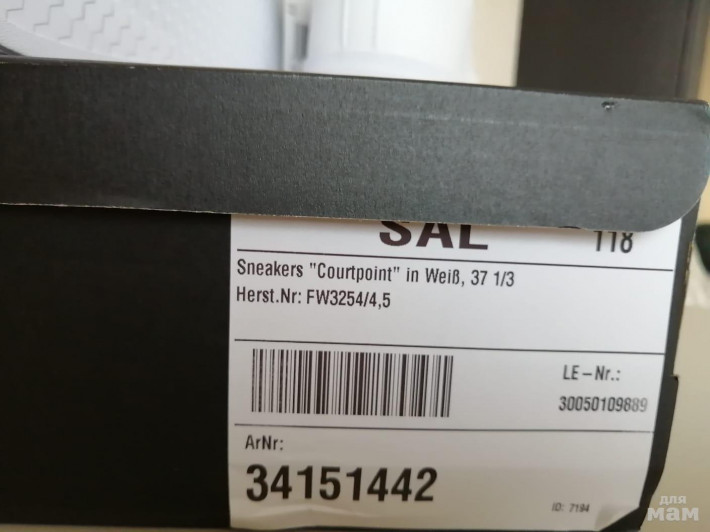 SAL 118
Sneakers "Courtpoint" in Weiß, 37 1/3
Herst.Nr: FW3254/4,5
LE-Nr.:
30050109889
ArNr:
34151442
ID: 7194
для
мам